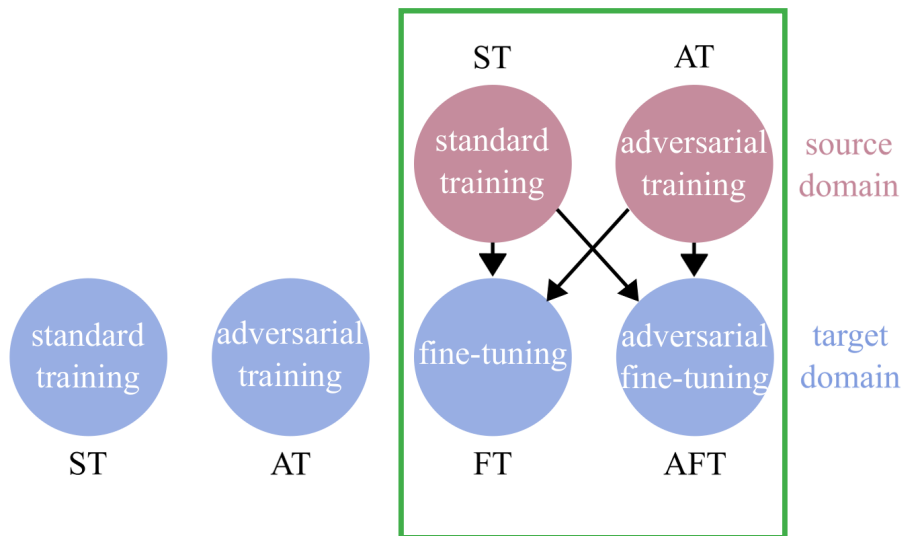 ST
AT
standard
training
adversarial
training
source
domain
standard
training
adversarial
training
fine-tuning
adversarial
fine-tuning
target
domain
ST
AT
FT
AFT